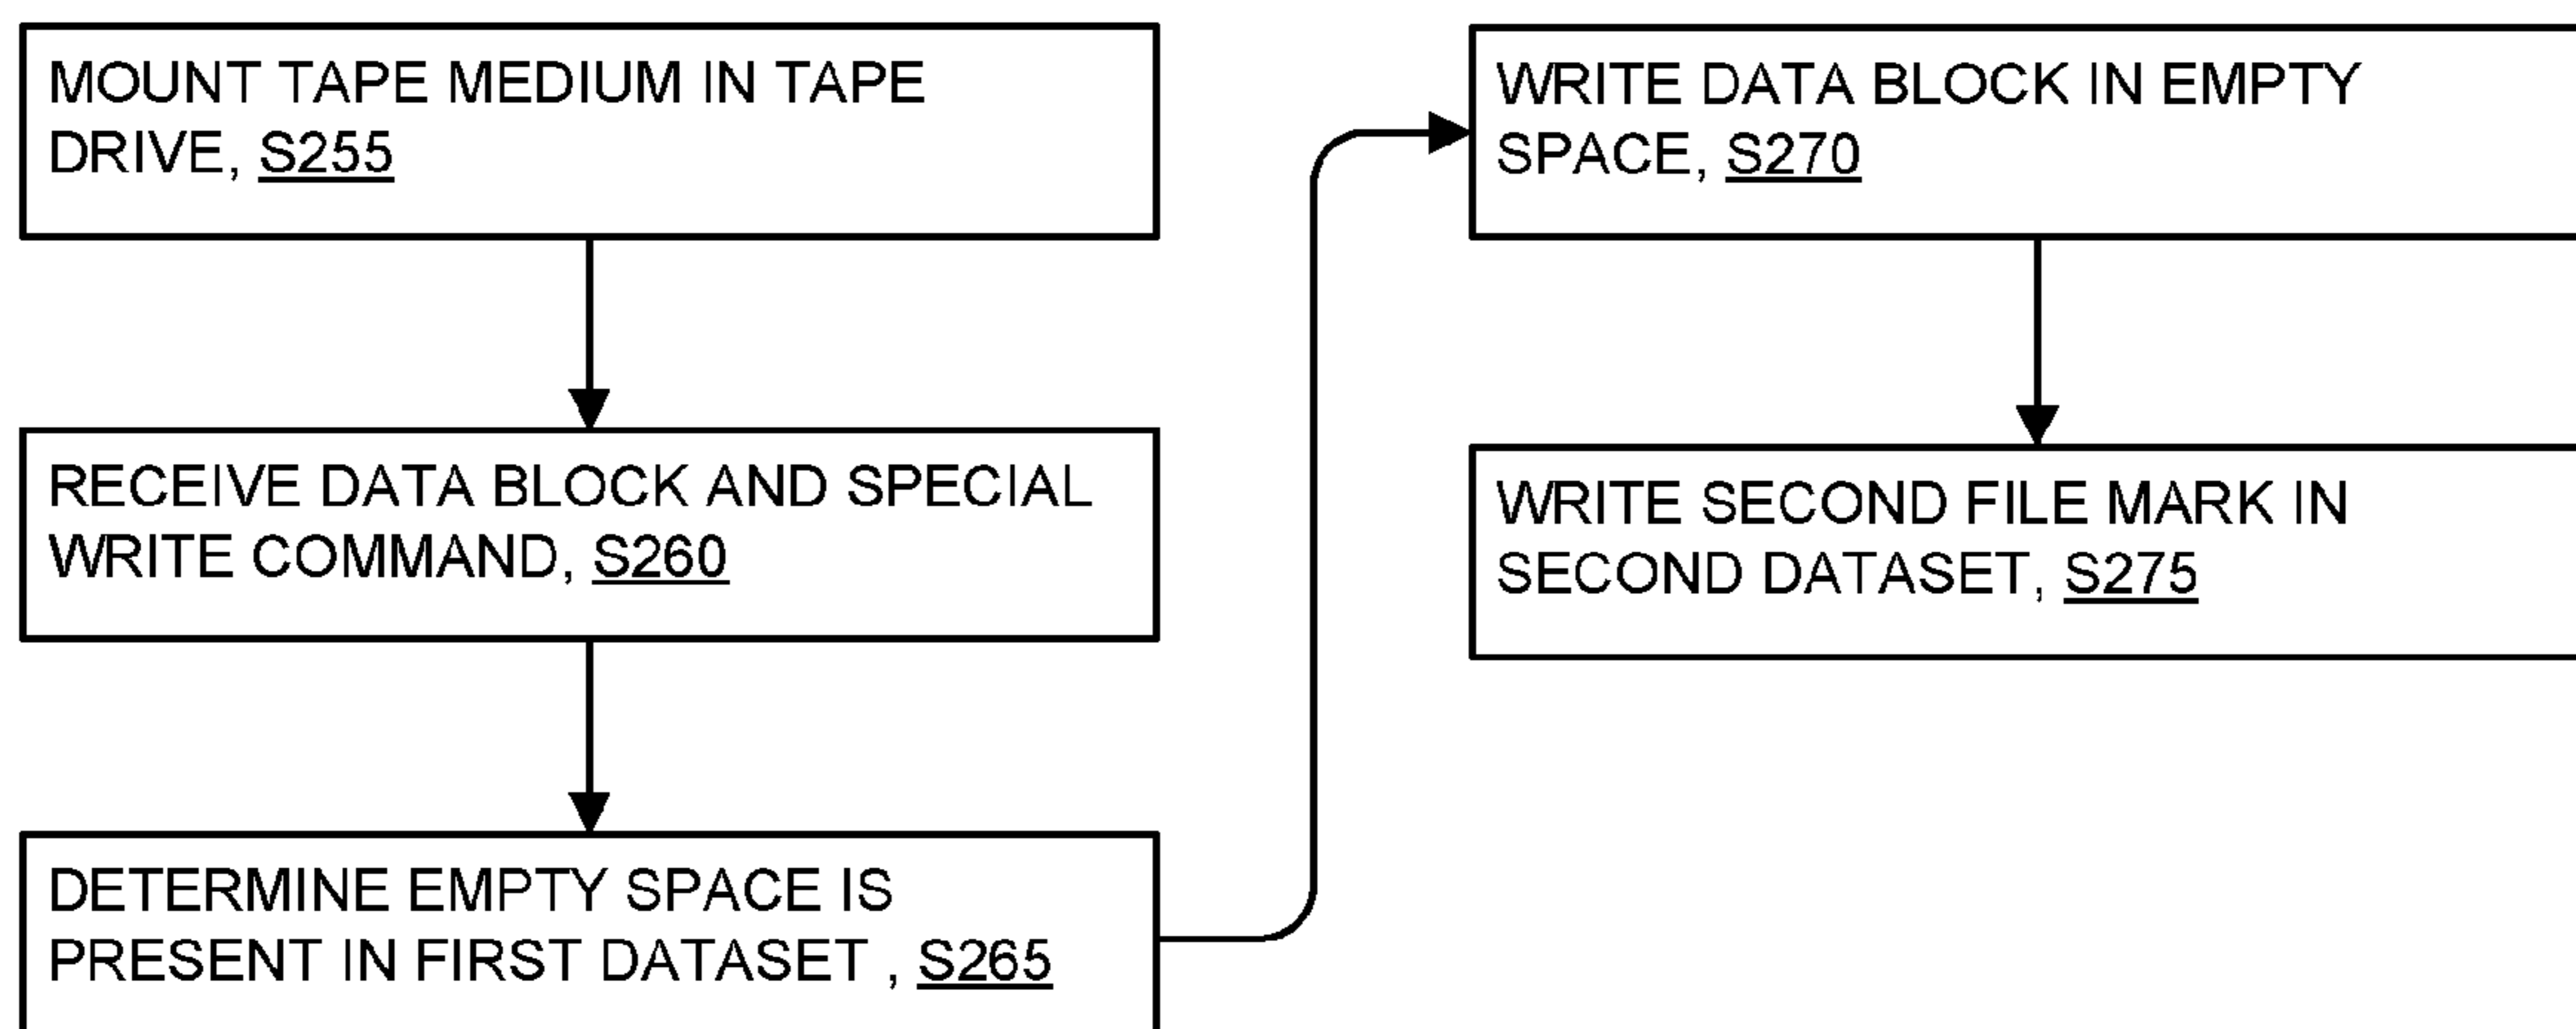 MOUNT TAPE MEDIUM IN TAPE
DRIVE, S255
RECEIVE DATA BLOCK AND SPECIAL
WRITE COMMAND, S260
DETERMINE EMPTY SPACE IS
PRESENT IN FIRST DATASET , S265
WRITE DATA BLOCK IN EMPTY
SPACE, S270
WRITE SECOND FILE MARK IN
SECOND DATASET, S275